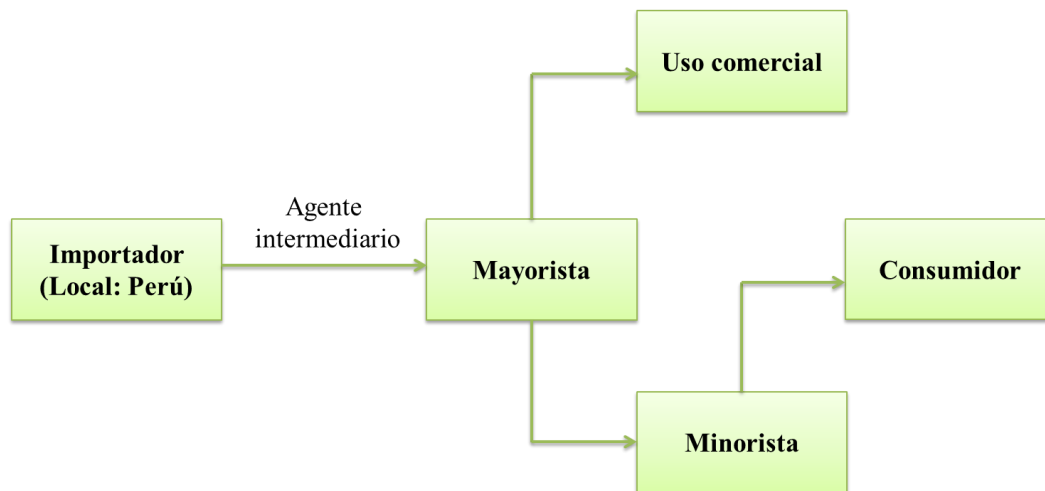 Uso comercial
Agente
intermediario
Importador
(Local: Perú)
Mayorista
Consumidor
Minorista